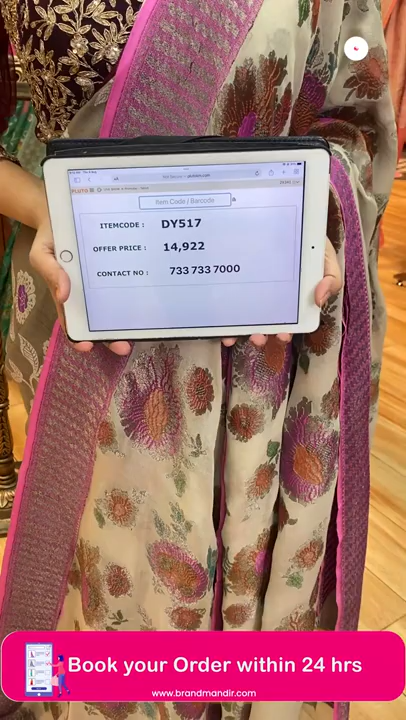 Item Code / Barcode
ITEMCODE : DY517
OFFER PRICE : 14,922
CONTACT NO : 733 733 7000
Book your Order within 24 hrs
www.brandmandir.com